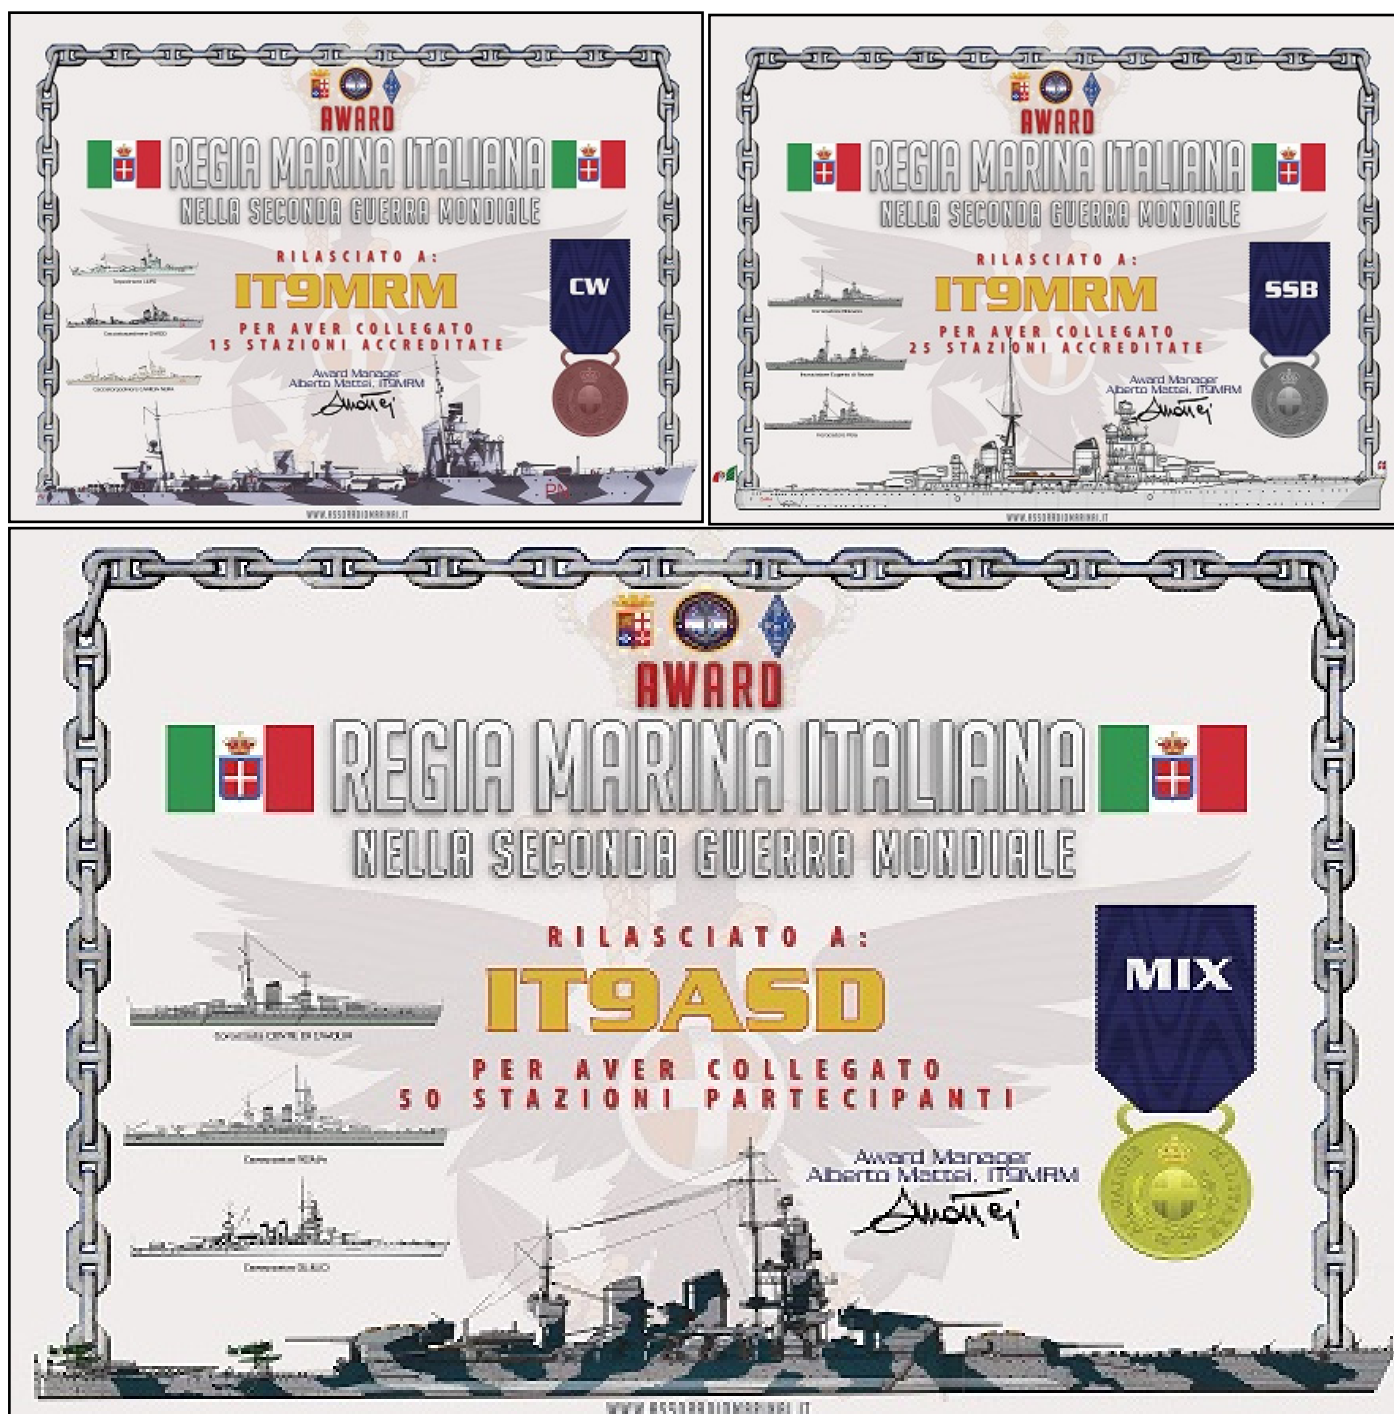 AWARD
REGIA MARINA ITALIANA
NELLA SECONDA GUERRA MONDIALE
RILASCIATO A:
IT9MRM
PER AVER COLLEGATO
15 STAZIONI ACCREDITATE
Award Manager
Alberto Mattei, IT9MRM
CW
WWW.ASSORADIOMARINAI.IT
AWARD
REGIA MARINA ITALIANA
NELLA SECONDA GUERRA MONDIALE
RILASCIATO A:
IT9MRM
PER AVER COLLEGATO
25 STAZIONI ACCREDITATE
Award Manager
Alberto Mattei, IT9MRM
SSB
WWW.ASSORADIOMARINAI.IT
AWARD
REGIA MARINA ITALIANA
NELLA SECONDA GUERRA MONDIALE
RILASCIATO A:
IT9ASD
PER AVER COLLEGATO
50 STAZIONI PARTECIPANTI
Award Manager
Alberto Mattei, IT9MRM
MIX
WWW.ASSORADIOMARINAI.IT